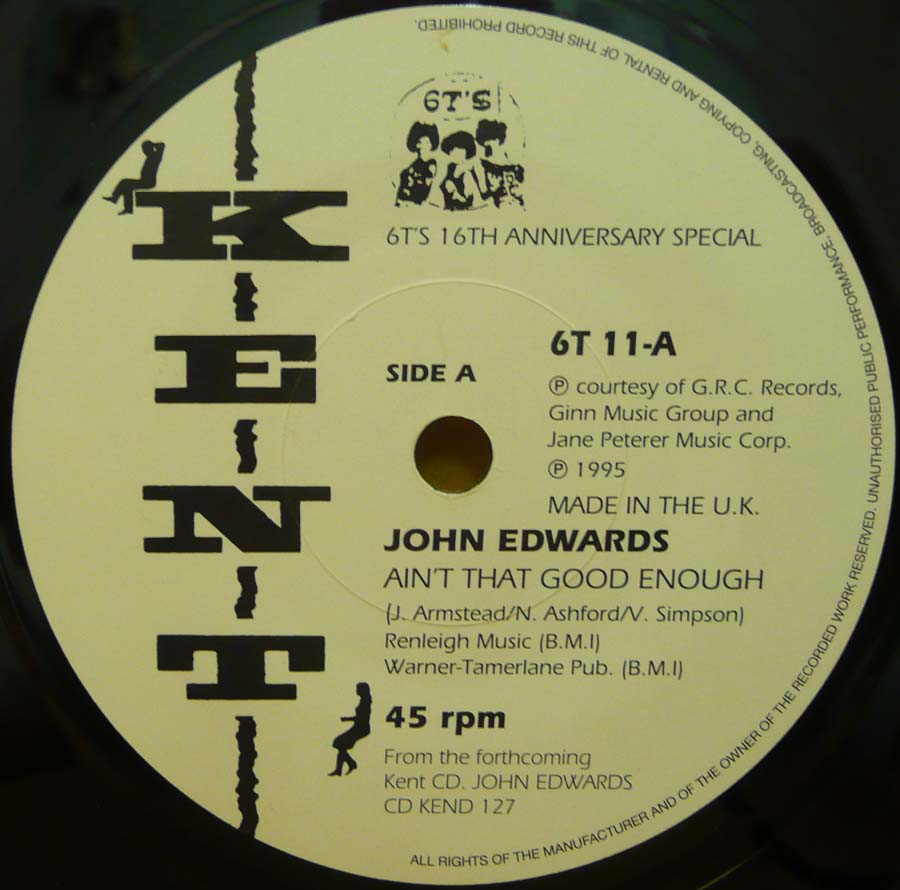 KENT
6T'S
6T'S 16TH ANNIVERSARY SPECIAL
SIDE A
6T 11-A
Ⓟ courtesy of G.R.C. Records,
Ginn Music Group and
Jane Peterer Music Corp.
Ⓟ 1995
MADE IN THE U.K.
JOHN EDWARDS
AIN'T THAT GOOD ENOUGH
(J. Armstead/N. Ashford/V. Simpson)
Renleigh Music (B.M.I)
Warner-Tamerlane Pub. (B.M.I)
45 rpm
From the forthcoming
Kent CD. JOHN EDWARDS
CD KEND 127
ALL RIGHTS OF THE MANUFACTURER AND OF THE OWNER OF THE RECORDED WORK RESERVED. UNAUTHORISED PUBLIC PERFORMANCE, BROADCASTING, COPYING AND RENTAL OF THIS RECORD PROHIBITED.